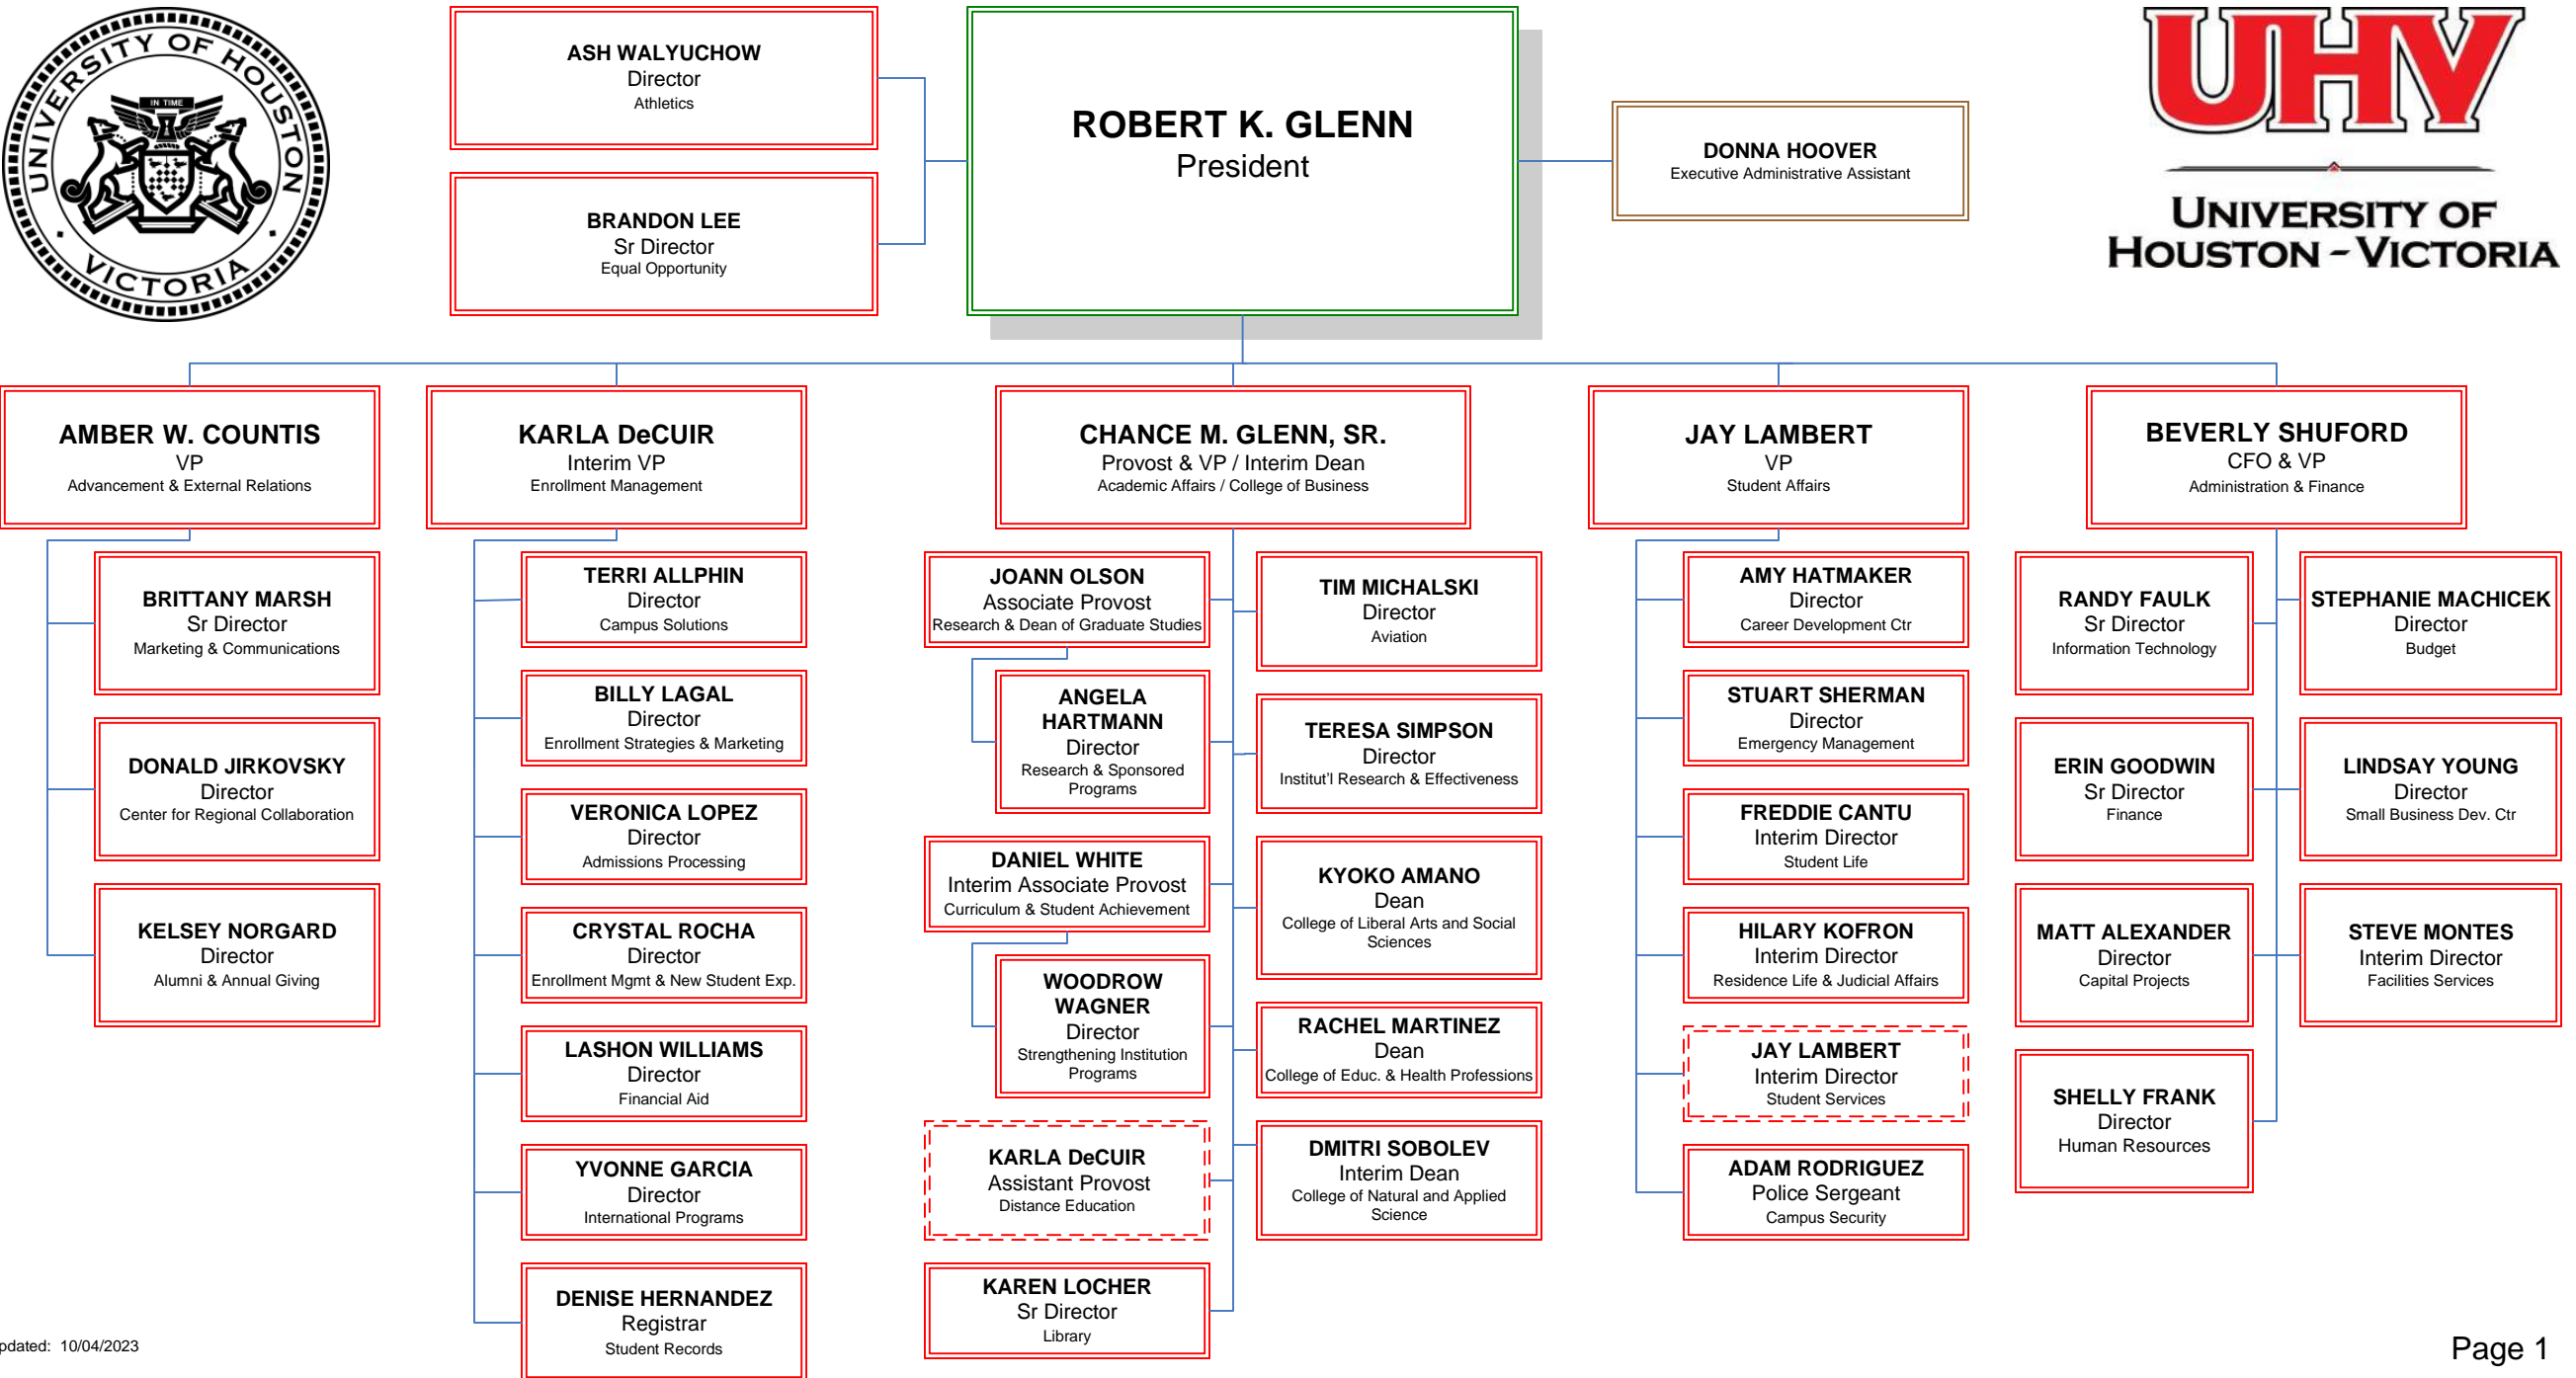 UNIVERSITY OF HOUSTON
VICTORIA
IN TIME
ASH WALYUCHOW
Director
Athletics
BRANDON LEE
Sr Director
Equal Opportunity
ROBERT K. GLENN
President
DONNA HOOVER
Executive Administrative Assistant
UHV
UNIVERSITY OF
HOUSTON - VICTORIA
AMBER W. COUNTIS
VP
Advancement & External Relations
BRITTANY MARSH
Sr Director
Marketing & Communications
DONALD JIRKOVSKY
Director
Center for Regional Collaboration
KELSEY NORGARD
Director
Alumni & Annual Giving
KARLA DeCUIR
Interim VP
Enrollment Management
TERRI ALLPHIN
Director
Campus Solutions
BILLY LAGAL
Director
Enrollment Strategies & Marketing
VERONICA LOPEZ
Director
Admissions Processing
CRYSTAL ROCHA
Director
Enrollment Mgmt & New Student Exp.
LASHON WILLIAMS
Director
Financial Aid
YVONNE GARCIA
Director
International Programs
DENISE HERNANDEZ
Registrar
Student Records
CHANCE M. GLENN, SR.
Provost & VP / Interim Dean
Academic Affairs / College of Business
JOANN OLSON
Associate Provost
Research & Dean of Graduate Studies
ANGELA
HARTMANN
Director
Research & Sponsored
Programs
DANIEL WHITE
Interim Associate Provost
Curriculum & Student Achievement
WOODROW
WAGNER
Director
Strengthening Institution
Programs
KARLA DeCUIR
Assistant Provost
Distance Education
KAREN LOCHER
Sr Director
Library
TIM MICHALSKI
Director
Aviation
TERESA SIMPSON
Director
Institut'l Research & Effectiveness
KYOKO AMANO
Dean
College of Liberal Arts and Social
Sciences
RACHEL MARTINEZ
Dean
College of Educ. & Health Professions
DMITRI SOBOLEV
Interim Dean
College of Natural and Applied
Science
JAY LAMBERT
VP
Student Affairs
AMY HATMAKER
Director
Career Development Ctr
STUART SHERMAN
Director
Emergency Management
FREDDIE CANTU
Interim Director
Student Life
HILARY KOFRON
Interim Director
Residence Life & Judicial Affairs
JAY LAMBERT
Interim Director
Student Services
ADAM RODRIGUEZ
Police Sergeant
Campus Security
BEVERLY SHUFORD
CFO & VP
Administration & Finance
RANDY FAULK
Sr Director
Information Technology
ERIN GOODWIN
Sr Director
Finance
MATT ALEXANDER
Director
Capital Projects
SHELLY FRANK
Director
Human Resources
STEPHANIE MACHICEK
Director
Budget
LINDSAY YOUNG
Director
Small Business Dev. Ctr
STEVE MONTES
Interim Director
Facilities Services
pdated: 10/04/2023
Page 1